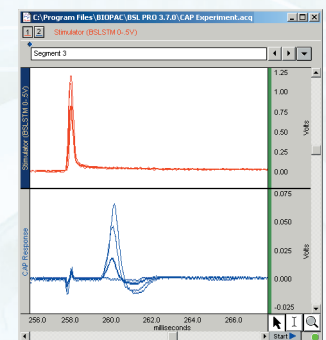 C:\Program Files\BIOPAC\BSL PRO 3.7.0\CAP Experiment.acq
1 2 Stimulator (BSLSTM 0-.5V)
Segment 3
Stimulator (BSLSTM 0-.5V)
1.25
1.00
0.75
0.50
0.25
0.00
Volts
CAP Response
0.075
0.050
0.025
0.000
-0.025
Volts
256.0 258.0 260.0 262.0 264.0 266.0
milliseconds
Start